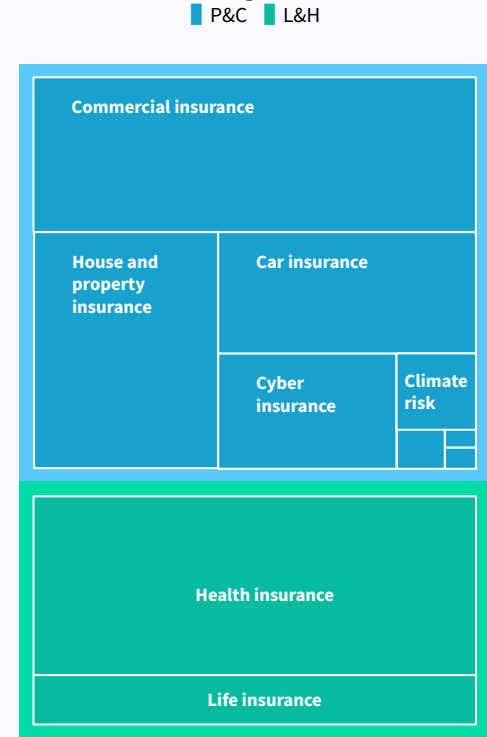 P&C L&H
Commercial insurance
House and
property
insurance
Car insurance
Cyber
insurance
Climate
risk
Health insurance
Life insurance